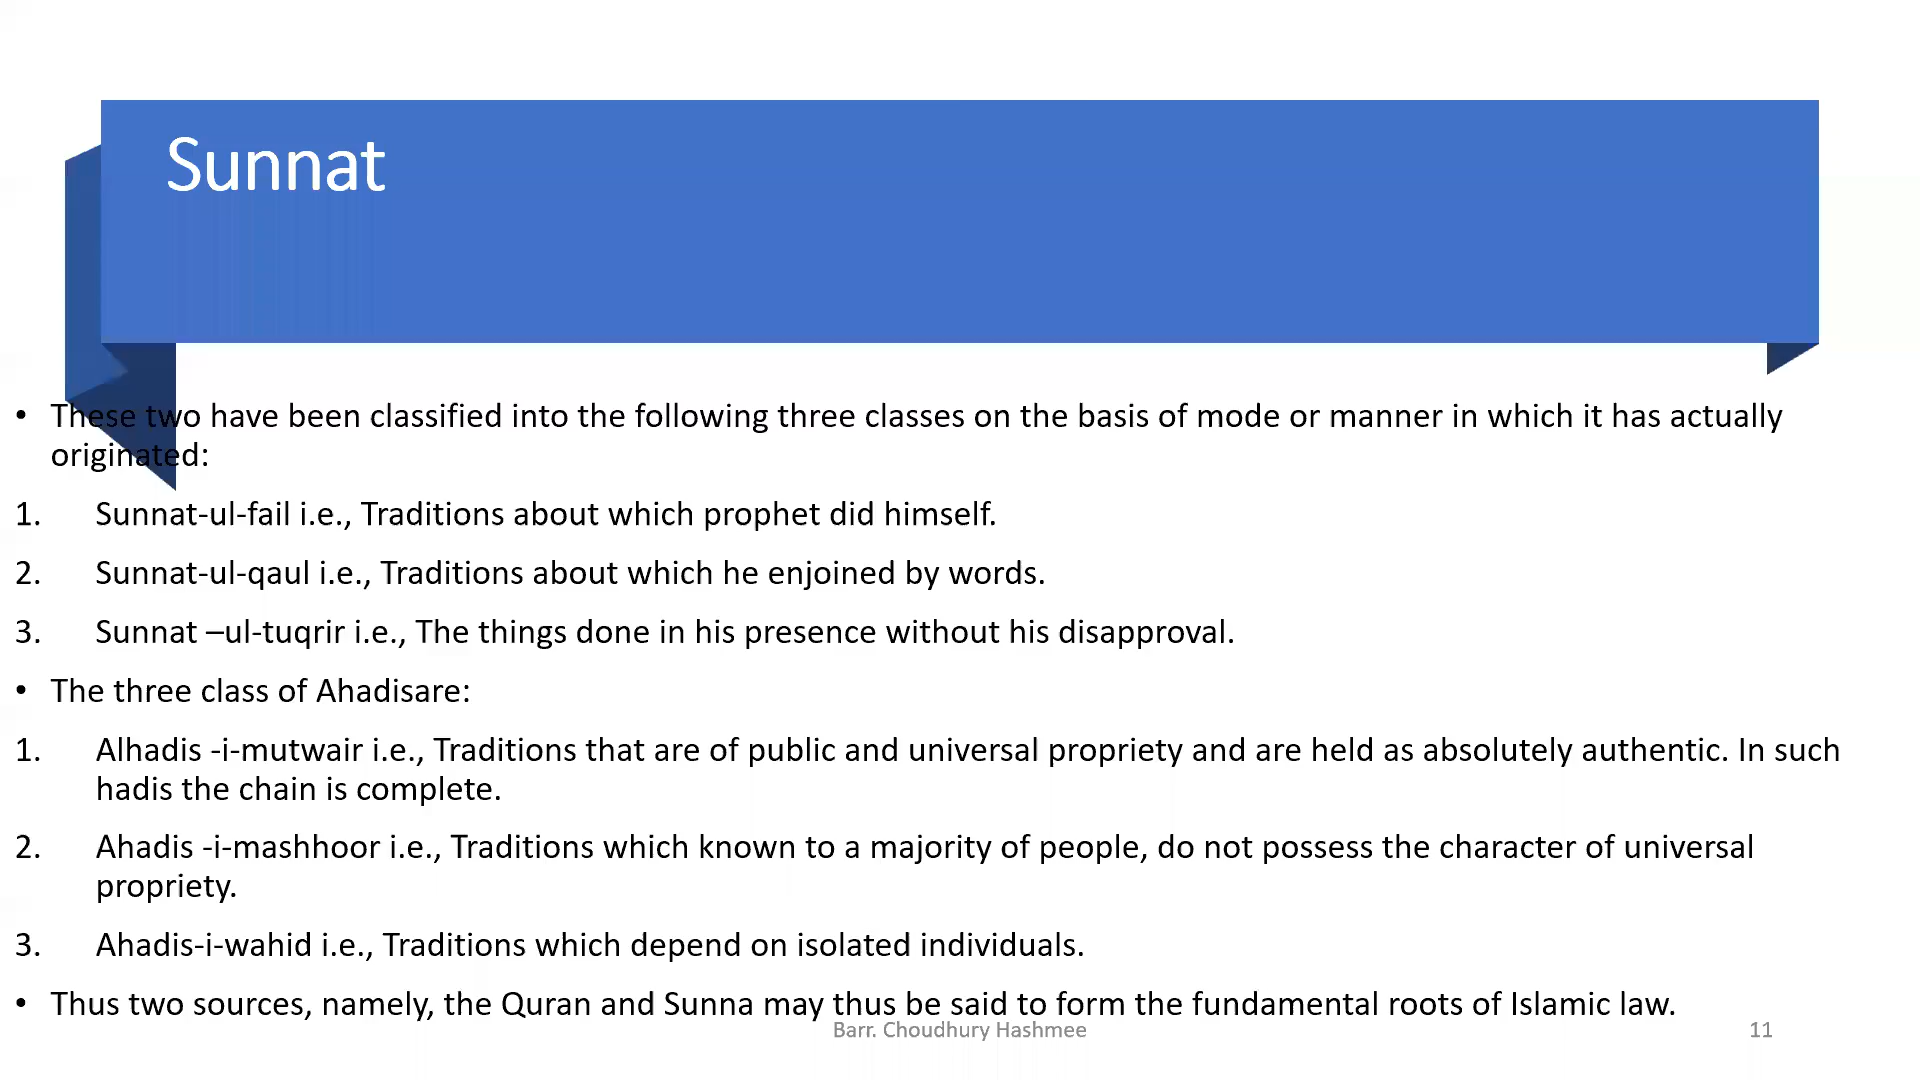 Sunnat
• These two have been classified into the following three classes on the basis of mode or manner in which it has actually
originated:
1. Sunnat-ul-fail i.e., Traditions about which prophet did himself.
2. Sunnat-ul-qaul i.e., Traditions about which he enjoined by words.
3. Sunnat –ul-tuqrir i.e., The things done in his presence without his disapproval.
• The three class of Ahadisare:
1. Alhadis -i-mutwair i.e., Traditions that are of public and universal propriety and are held as absolutely authentic. In such
hadis the chain is complete.
2. Ahadis -i-mashhoor i.e., Traditions which known to a majority of people, do not possess the character of universal
propriety.
3. Ahadis-i-wahid i.e., Traditions which depend on isolated individuals.
• Thus two sources, namely, the Quran and Sunna may thus be said to form the fundamental roots of Islamic law.
Barr. Choudhury Hashmee
11